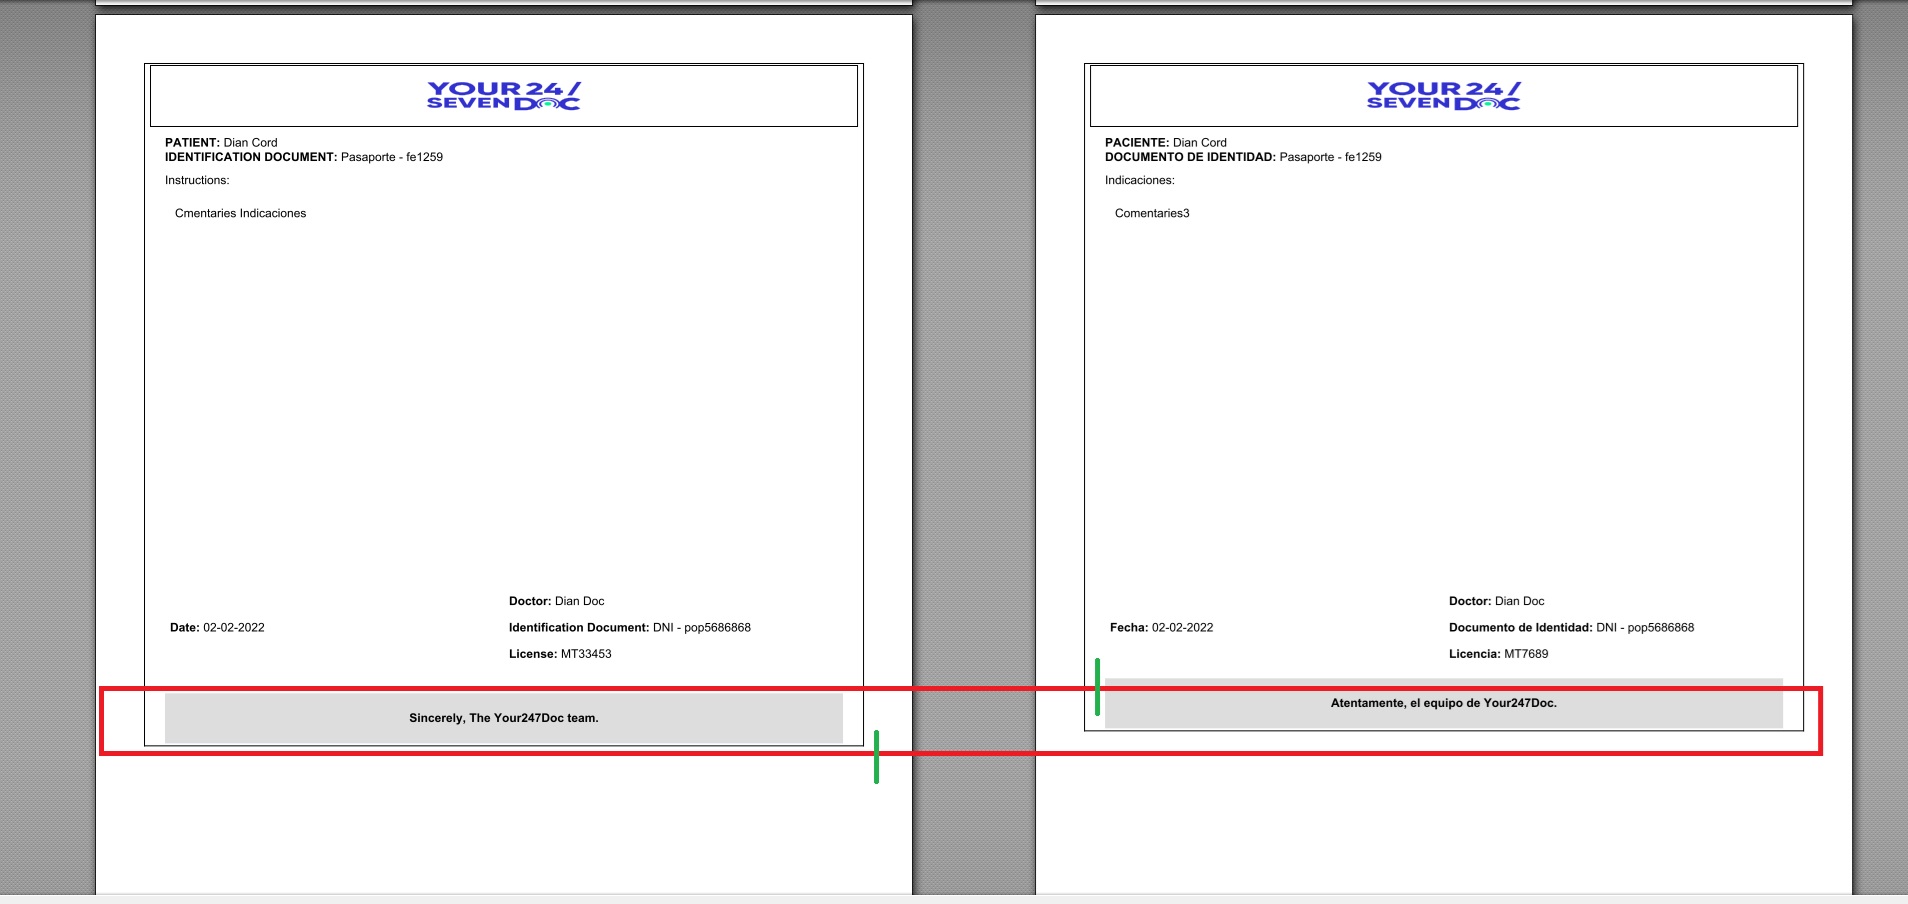 YOUR 24/
SEVEN DOC
PATIENT: Dian Cord
IDENTIFICATION DOCUMENT: Pasaporte - fe1259
Instructions:
Cmentaries Indicaciones
Doctor: Dian Doc
Date: 02-02-2022
Identification Document: DNI - pop5686868
License: MT33453
Sincerely, The Your247Doc team.
YOUR 24/
SEVEN DOC
PACIENTE: Dian Cord
DOCUMENTO DE IDENTIDAD: Pasaporte - fe1259
Indicaciones:
Comentaries3
Doctor: Dian Doc
Fecha: 02-02-2022
Documento de Identidad: DNI - pop5686868
Licencia: MT7689
Atentamente, el equipo de Your247Doc.